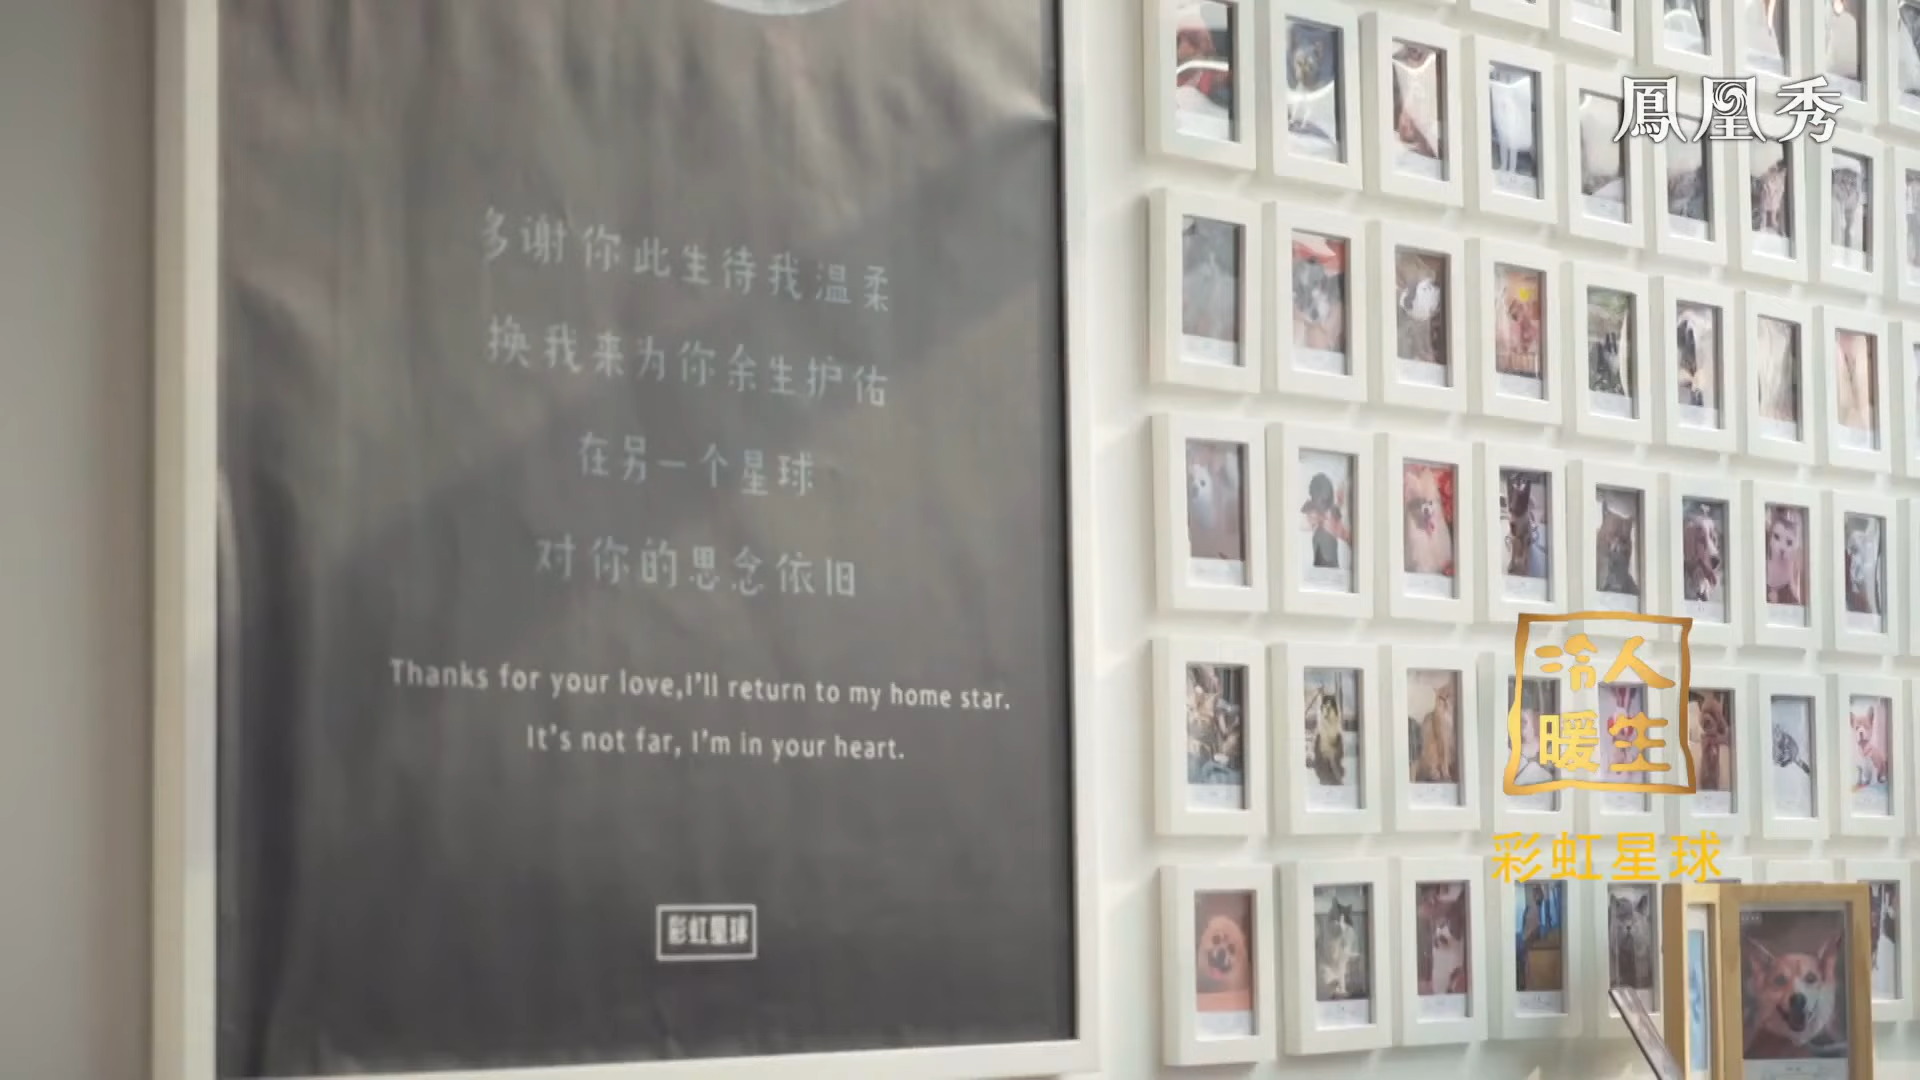 鳳凰秀
多谢你此生待我温柔
换我来为你余生护佑
在另一个星球
对你的思念依旧
Thanks for your love,I'll return to my home star.
It's not far, I'm in your heart.
彩虹星球
冷人
暖生
彩虹星球